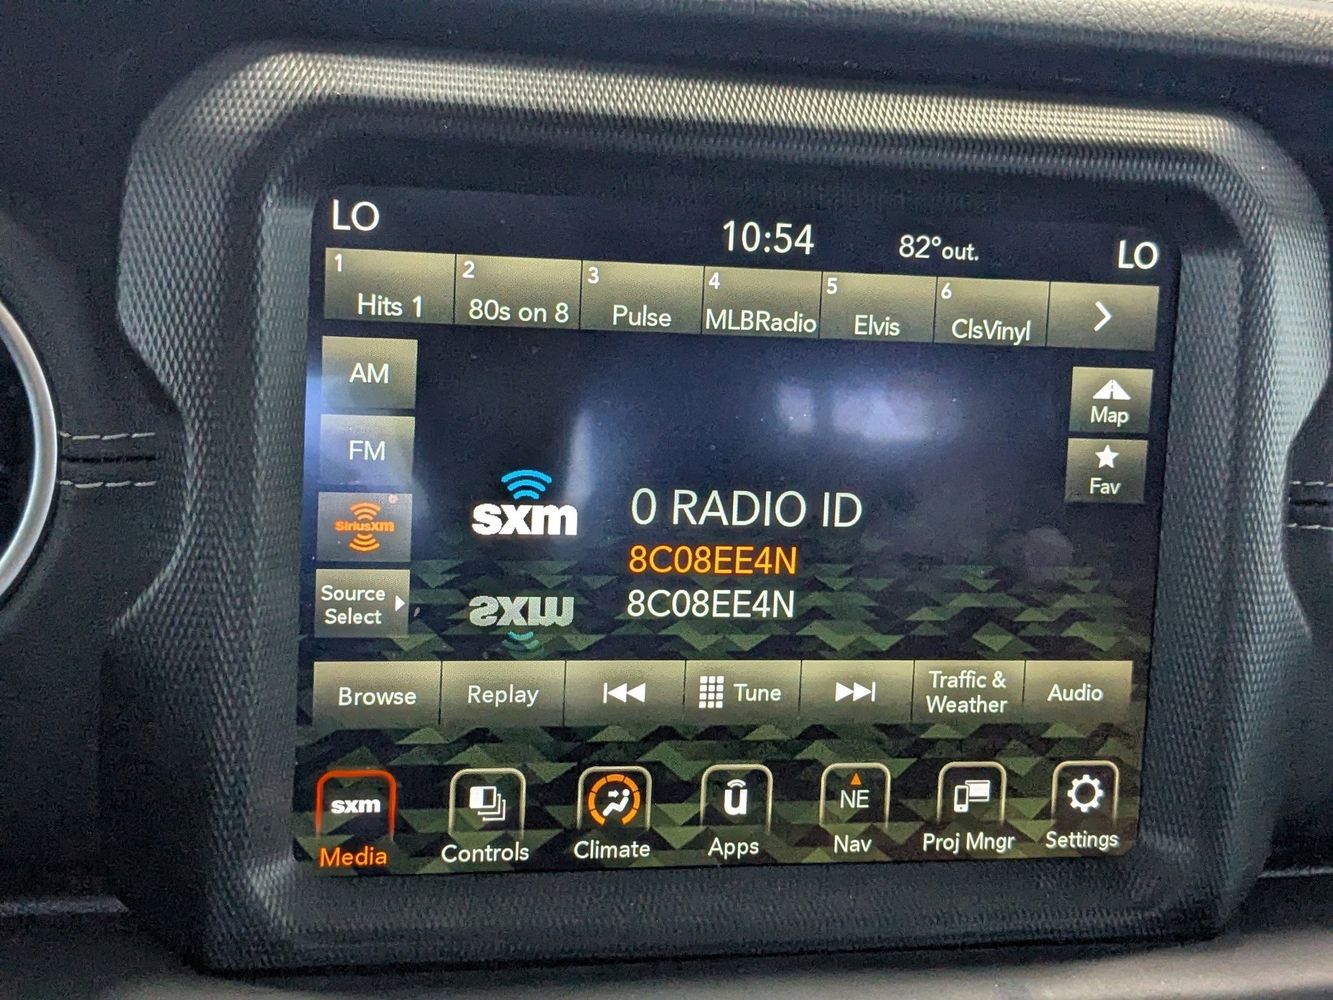 LO
10:54
82°out.
LO
1
Hits 1
2
80s on 8
3
Pulse
4
MLBRadio
5
Elvis
6
ClsVinyl
AM
FM
SiriusXM
Source
Select
Map
Fav
sxm
0 RADIO ID
8C08EE4N
8C08EE4N
sxm
Browse
Replay
Tune
Traffic &
Weather
Audio
sxm
Media
Controls
Climate
ū
Apps
NE
Nav
Proj Mngr
Settings